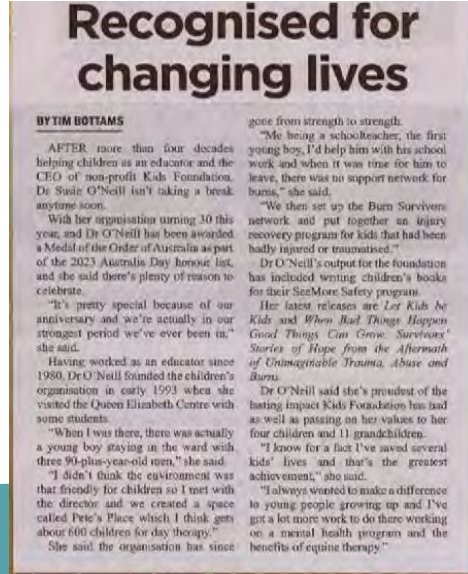 Recognised for
changing lives
BY TIM BOTTAMS
AFTER more than four decades
helping children as an educator and the
CEO of non-profit Kids Foundation,
Dr Susie O'Neill isn't taking a break
anytime soon.
With her organisation turning 30 this
year, and Dr O'Neill has been awarded
a Medal of the Order of Australia as part
of the 2023 Australia Day honour list,
and she said there's plenty of reason to
celebrate.
"It's pretty special because of our
anniversary and we're actually in our
strongest period we've ever been in,"
she said.
Having worked as an educator since
1980, Dr O'Neill founded the children's
organisation in early 1993 when she
visited the Queen Elizabeth Centre with
some students.
"When I was there, there was actually
a young boy staying in the ward with
three 90-plus-year-old men," she said.
"I didn't think the environment was
that friendly for children so I met with
the director and we created a space
called Pete's Place which I think gets
about 600 children for day therapy."
She said the organisation has since
gone from strength to strength.
"Me being a schoolteacher, the first
young boy, I'd help him with his school
work and when it was time for him to
leave, there was no support network for
burns," she said.
"We then set up the Burn Survivors
network and put together an injury
recovery program for kids that had been
badly injured or traumatised."
Dr O'Neill's output for the foundation
has included writing children's books
for their SeeMore Safety program.
Her latest releases are Let Kids be
Kids and When Bad Things Happen
Good Things Can Grow: Survivors'
Stories of Hope from the Aftermath
of Unimaginable Trauma, Abuse and
Burns.
Dr O'Neill said she's proudest of the
lasting impact Kids Foundation has had
as well as passing on her values to her
four children and 11 grandchildren.
"I know for a fact I've saved several
kids' lives and that's the greatest
achievement," she said.
"I always wanted to make a difference
to young people growing up and I've
got a lot more work to do there working
on a mental health program and the
benefits of equine therapy."